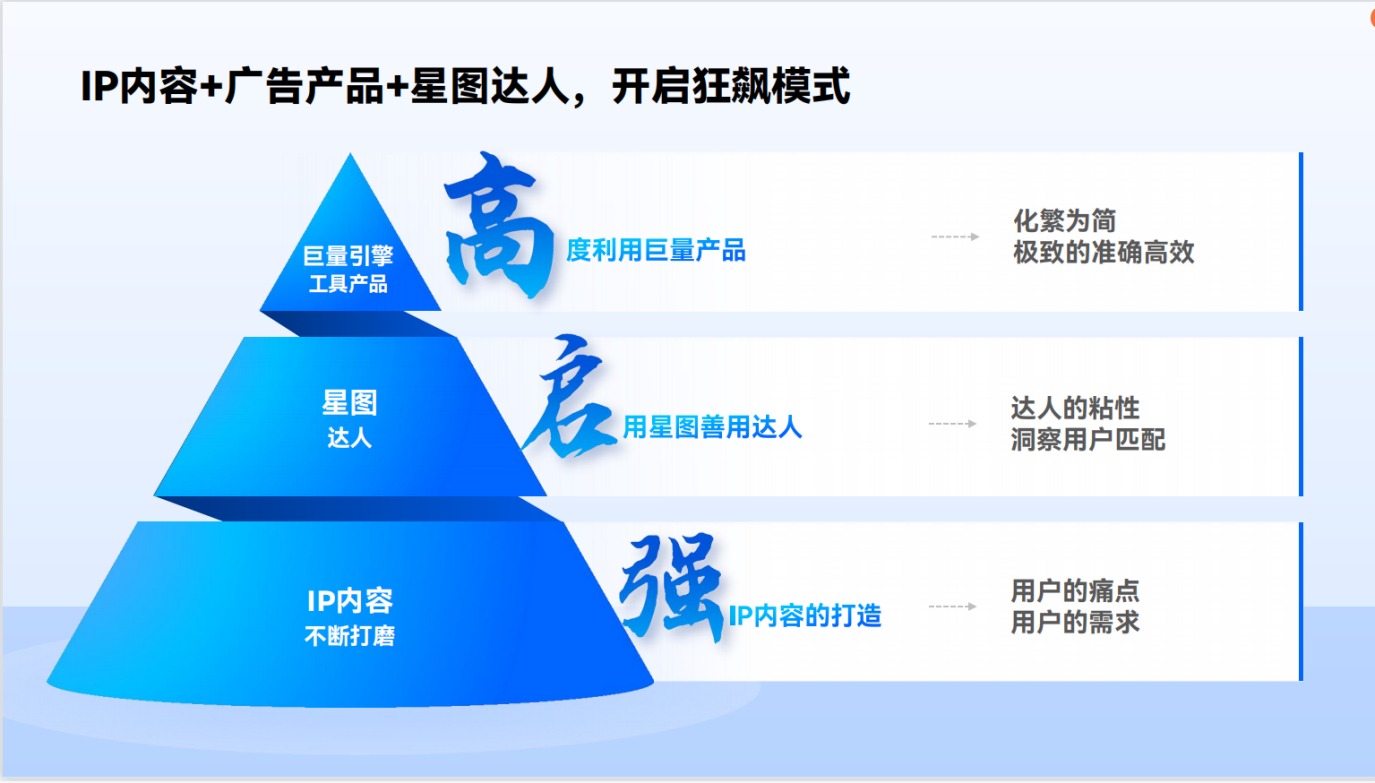 IP内容+广告产品+星图达人，开启狂飙模式
巨量引擎
工具产品
高度利用巨量产品
化繁为简
极致的准确高效
星图
达人
启用星图善用达人
达人的粘性
洞察用户匹配
IP内容
不断打磨
强IP内容的打造
用户的痛点
用户的需求